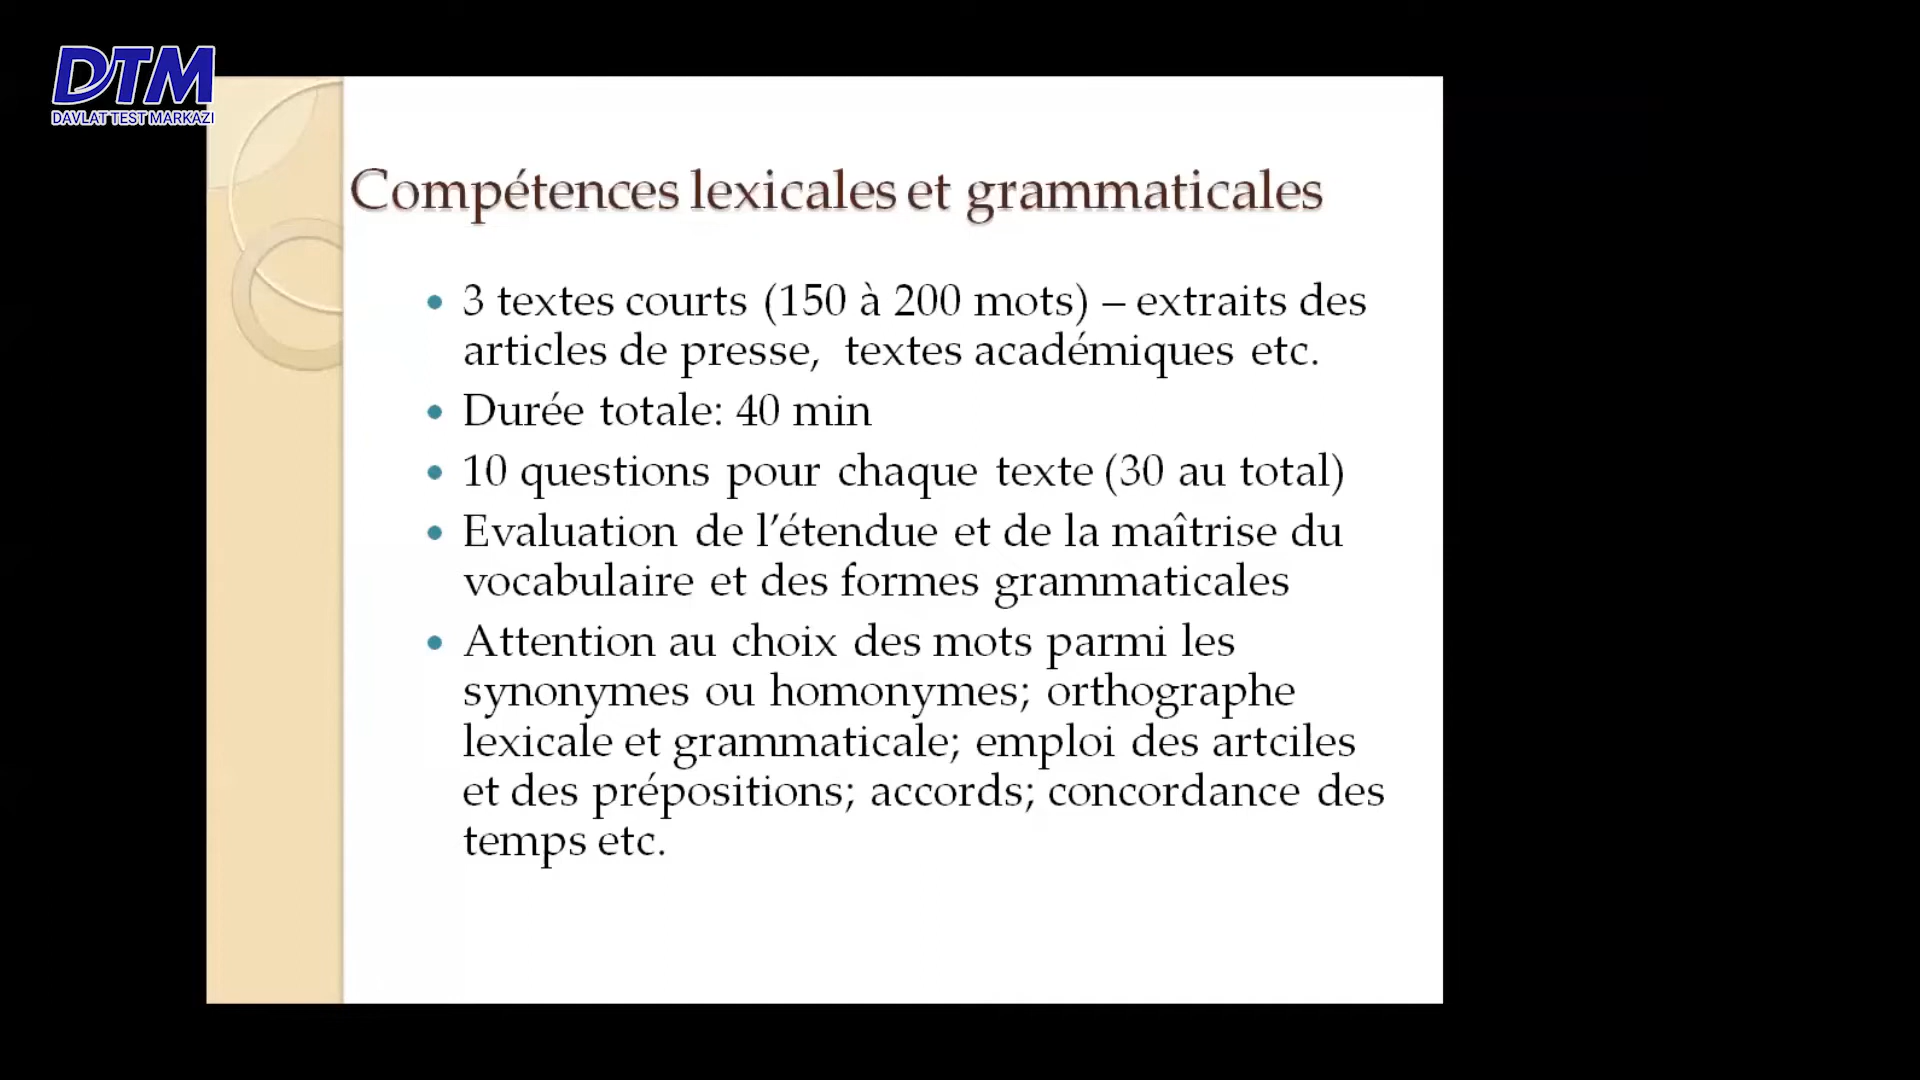 DTM
DAVLAT TEST MARKAZI
Compétences lexicales et grammaticales
• 3 textes courts (150 à 200 mots) – extraits des
articles de presse, textes académiques etc.
• Durée totale: 40 min
• 10 questions pour chaque texte (30 au total)
• Evaluation de l’étendue et de la maîtrise du
vocabulaire et des formes grammaticales
• Attention au choix des mots parmi les
synonymes ou homonymes; orthographe
lexicale et grammaticale; emploi des artciles
et des prépositions; accords; concordance des
temps etc.